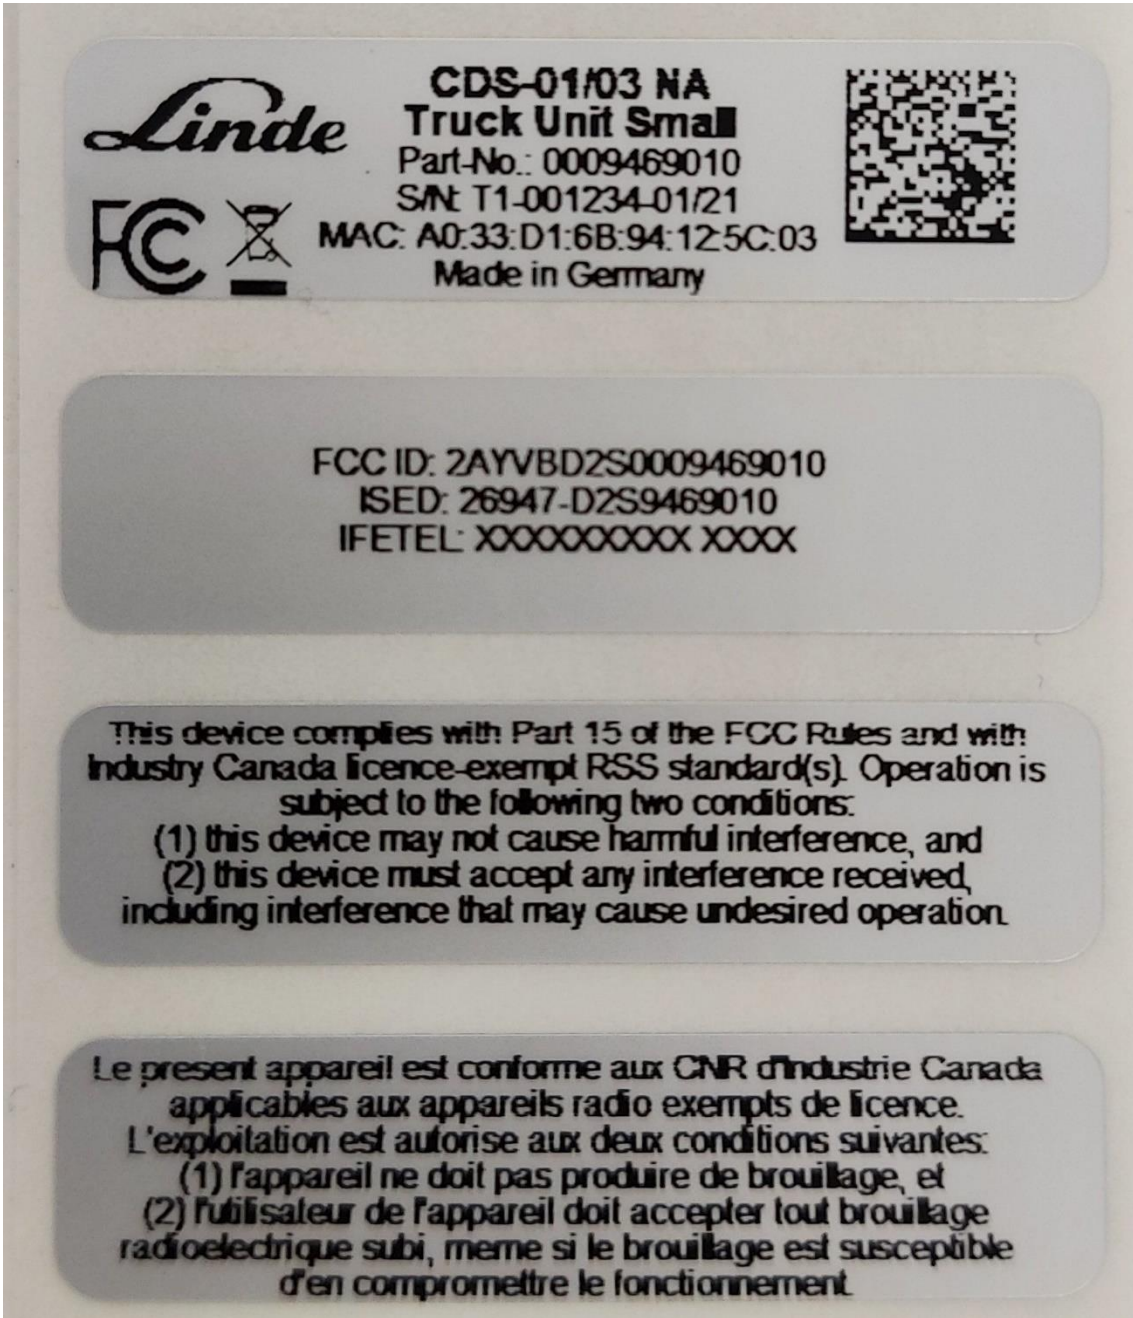 Linde
CDS-01/03 NA
Truck Unit Small
Part-No.: 0009469010
S/N: T1-001234-01/21
MAC: A0:33:D1:6B:94:12:5C:03
Made in Germany
FC
FCC ID: 2AYVBD2S0009469010
ISED: 26947-D2S9469010
IFETEL: XXXXXXXXXX XXXX
This device complies with Part 15 of the FCC Rules and with
Industry Canada licence-exempt RSS standard(s). Operation is
subject to the following two conditions:
(1) this device may not cause harmful interference, and
(2) this device must accept any interference received,
including interference that may cause undesired operation.
Le present appareil est conforme aux CNR d'Industrie Canada
applicables aux appareils radio exempts de licence.
L'exploitation est autorise aux deux conditions suivantes:
(1) l'appareil ne doit pas produire de brouillage, et
(2) l'utilisateur de l'appareil doit accepter tout brouillage
radioelectrique subi, meme si le brouillage est susceptible
d'en compromettre le fonctionnement.